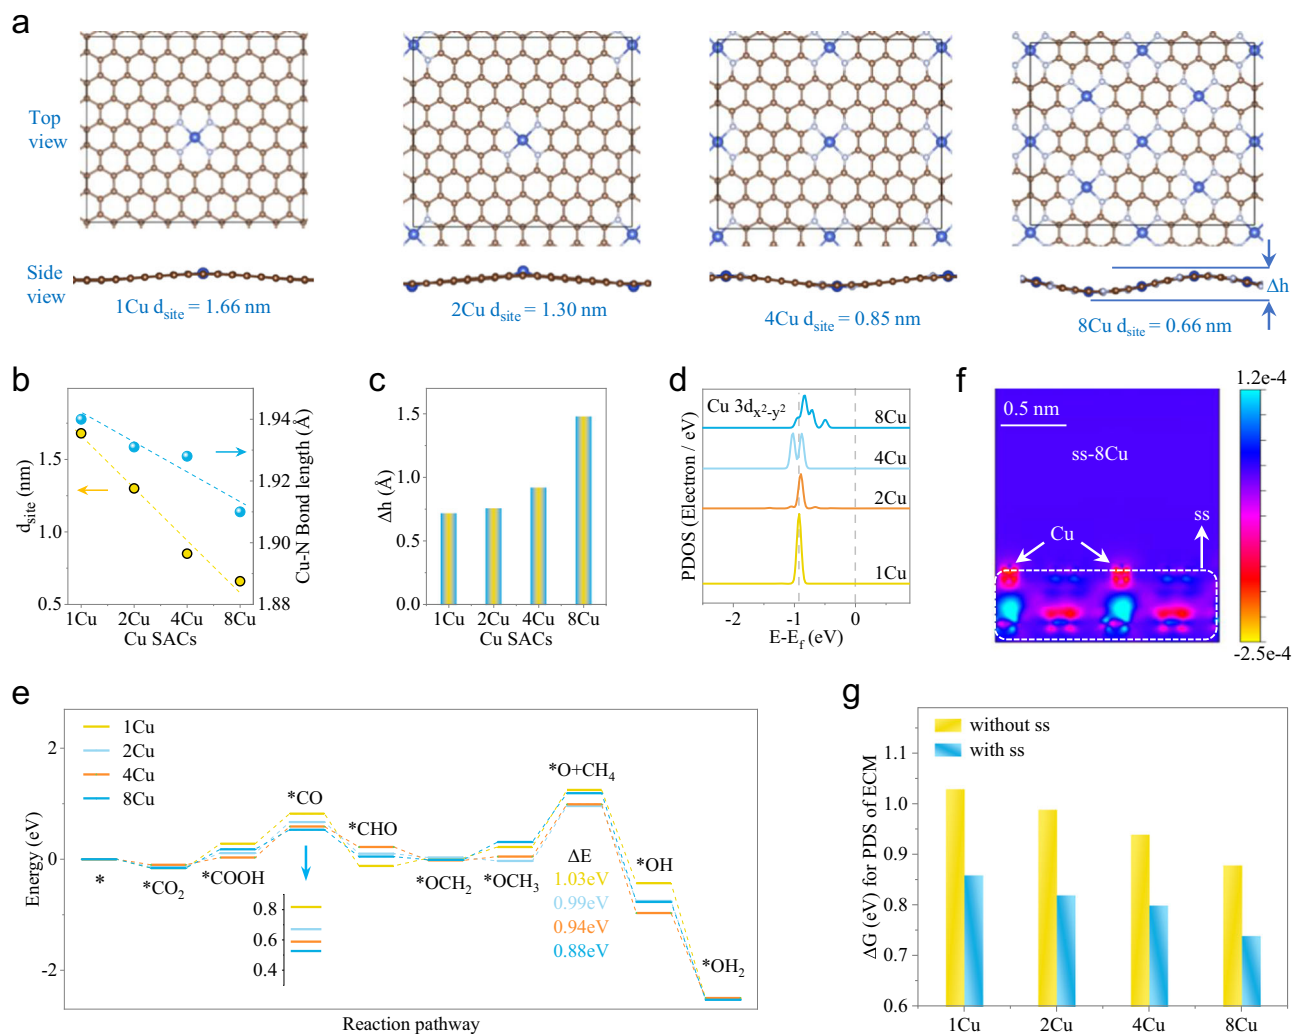 a
Top
view
Side
view
1Cu d_site = 1.66 nm
2Cu d_site = 1.30 nm
4Cu d_site = 0.85 nm
8Cu d_site = 0.66 nm
Δh
b
d_site (nm)
1.5
1.0
0.5
1.94
1.92
1.90
1.88
Cu-N Bond length (Å)
1Cu 2Cu 4Cu 8Cu
Cu SACs
c
Δh (Å)
1.5
1.0
0.5
0.0
1Cu 2Cu 4Cu 8Cu
Cu SACs
d
PDOS (Electron / eV)
Cu 3d_x²-y²
8Cu
4Cu
2Cu
1Cu
-2 -1 0
E-E_f (eV)
f
0.5 nm
ss-8Cu
Cu
ss
1.2e-4
-2.5e-4
e
Energy (eV)
2
0
-2
1Cu
2Cu
4Cu
8Cu
*
*CO₂
*COOH
*CO
*CHO
*OCH₂
*OCH₃
*O+CH₄
*OH
*OH₂
0.8
0.6
0.4
ΔE
1.03eV
0.99eV
0.94eV
0.88eV
Reaction pathway
g
ΔG (eV) for PDS of ECM
without ss
with ss
1.1
1.0
0.9
0.8
0.7
0.6
1Cu 2Cu 4Cu 8Cu